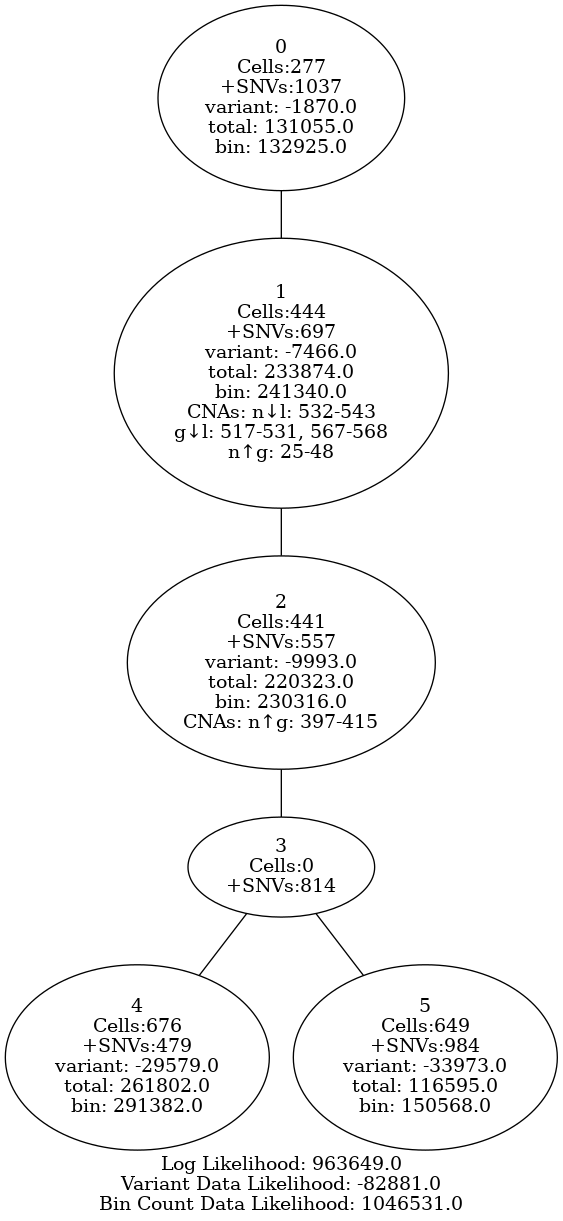 0
Cells:277
+SNVs:1037
variant: -1870.0
total: 131055.0
bin: 132925.0
1
Cells:444
+SNVs:697
variant: -7466.0
total: 233874.0
bin: 241340.0
CNAs: n↓l: 532-543
g↓l: 517-531, 567-568
n↑g: 25-48
2
Cells:441
+SNVs:557
variant: -9993.0
total: 220323.0
bin: 230316.0
CNAs: n↑g: 397-415
3
Cells:0
+SNVs:814
4
Cells:676
+SNVs:479
variant: -29579.0
total: 261802.0
bin: 291382.0
5
Cells:649
+SNVs:984
variant: -33973.0
total: 116595.0
bin: 150568.0
Log Likelihood: 963649.0
Variant Data Likelihood: -82881.0
Bin Count Data Likelihood: 1046531.0